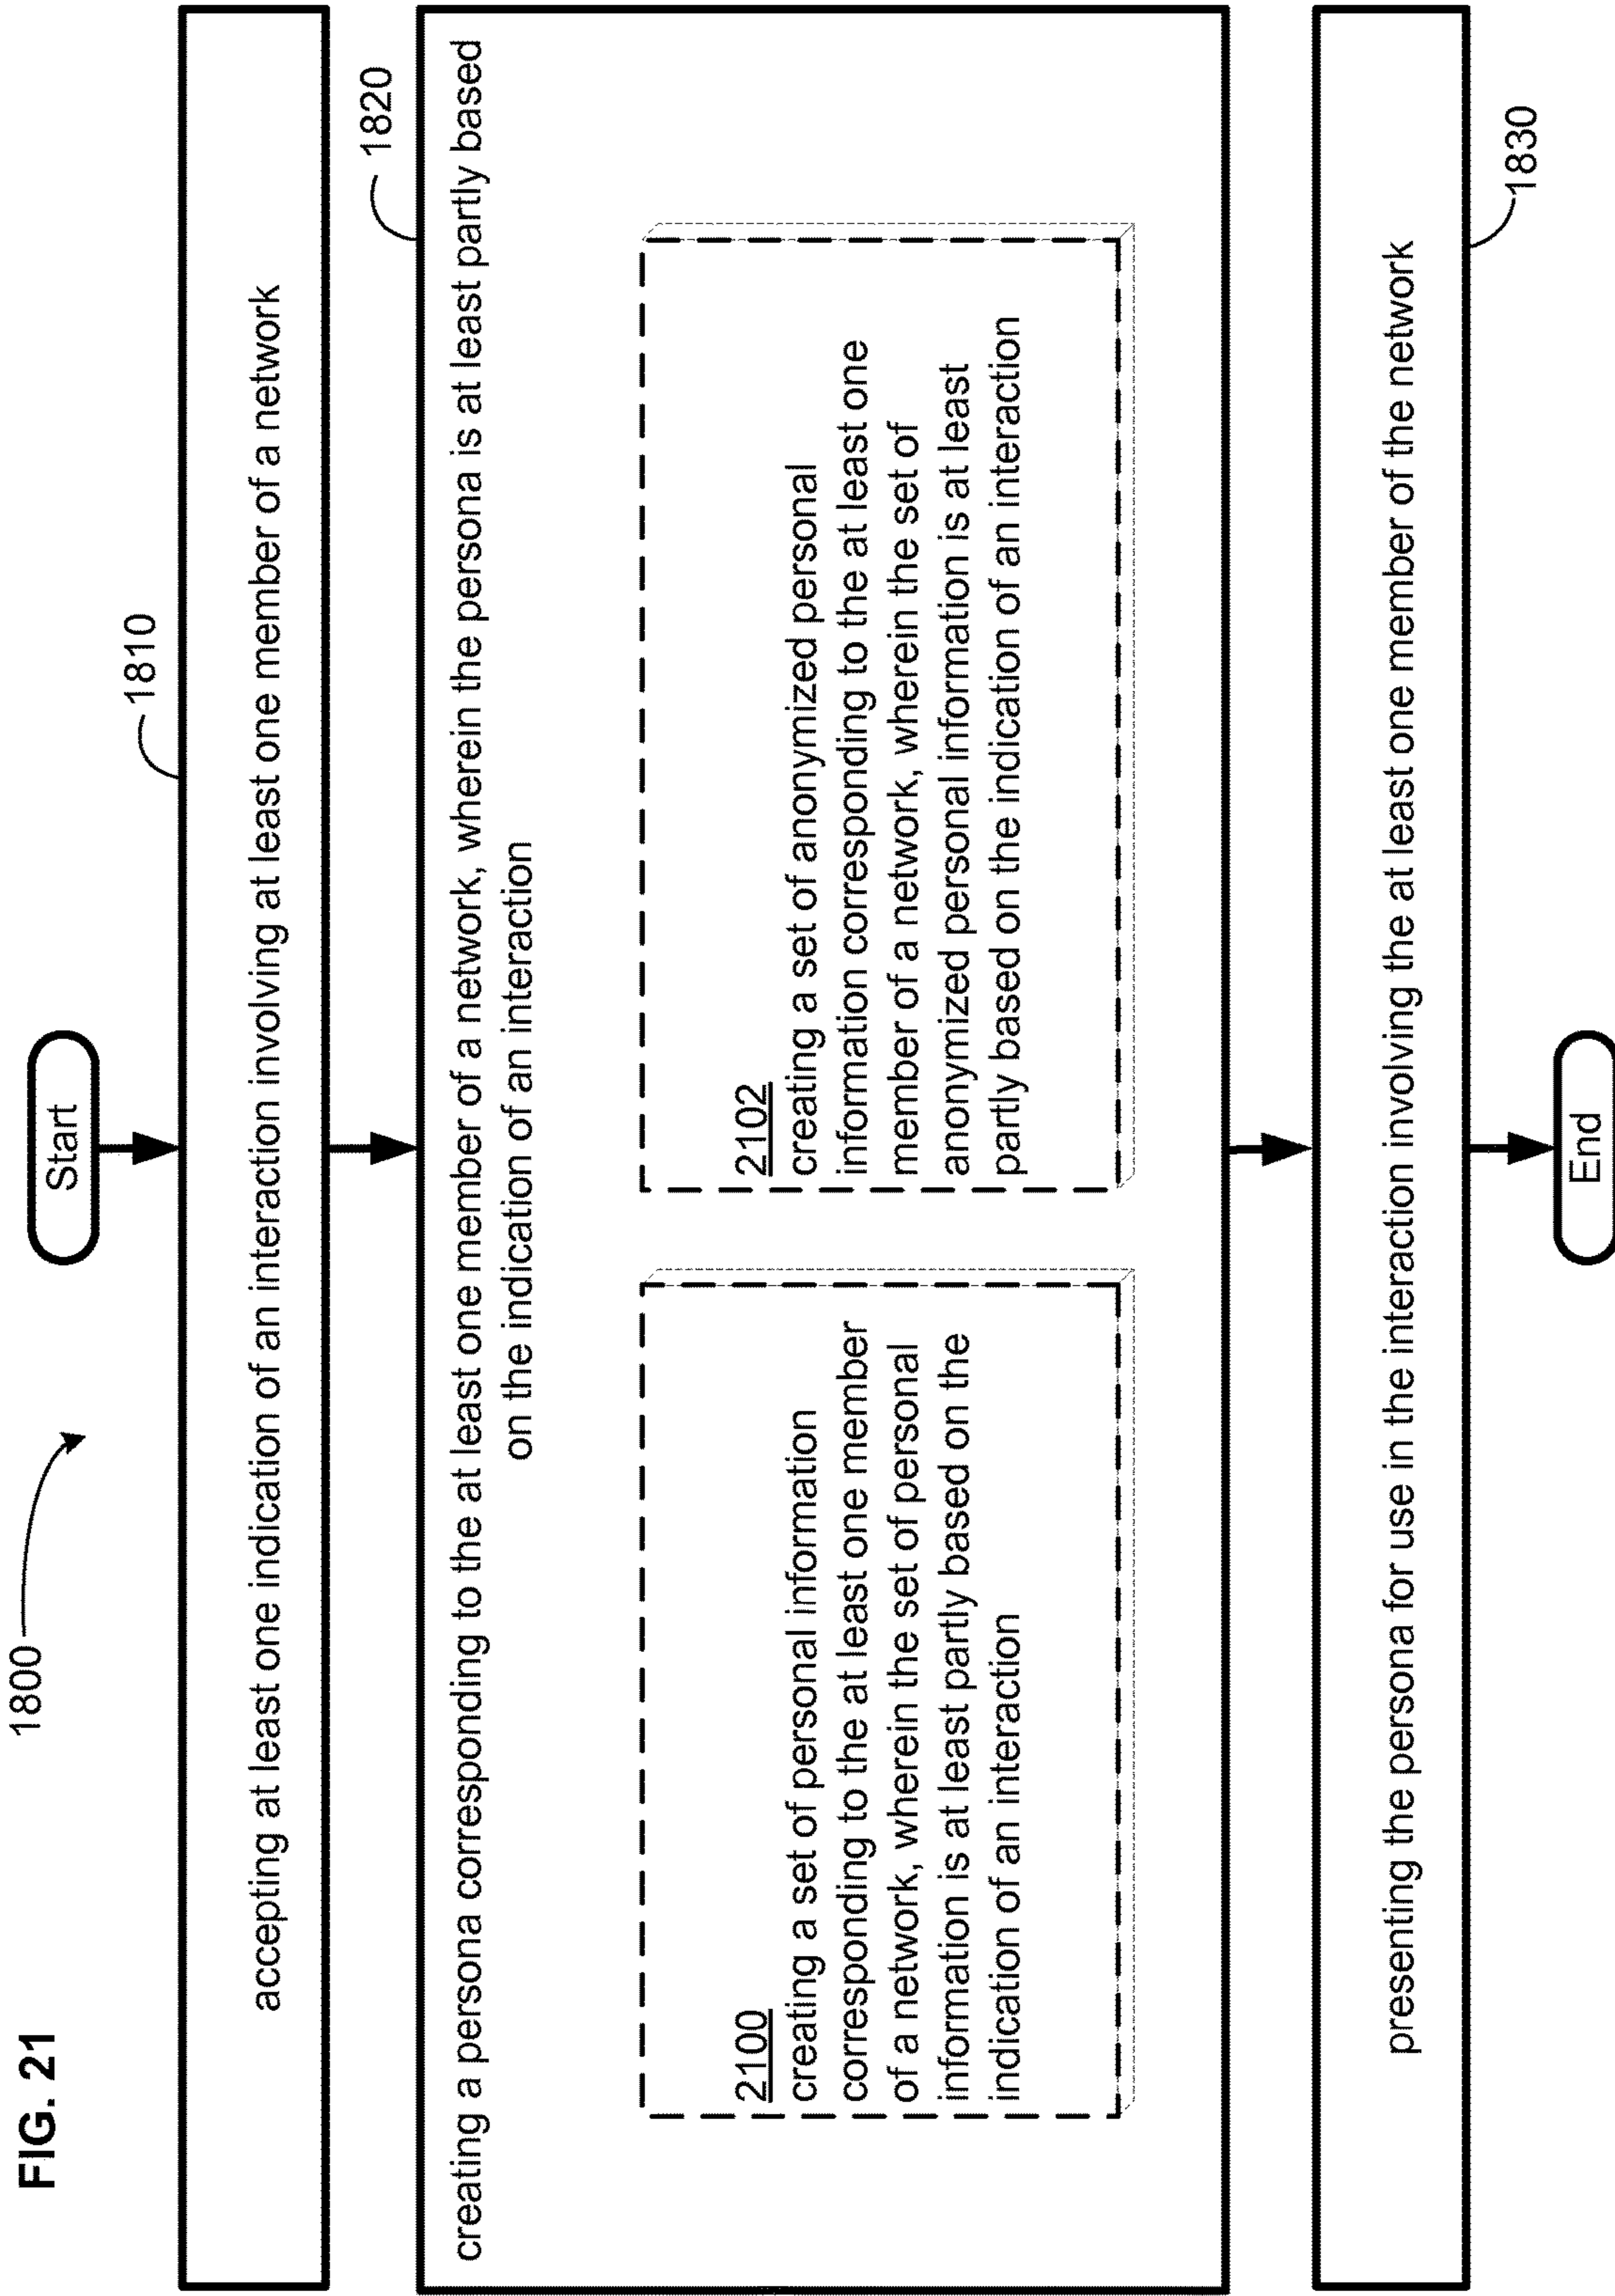 FIG. 21
1800
Start
1810
accepting at least one indication of an interaction involving at least one member of a network
1820
creating a persona corresponding to the at least one member of a network, wherein the persona is at least partly based
on the indication of an interaction
2100
creating a set of personal information
corresponding to the at least one member
of a network, wherein the set of personal
information is at least partly based on the
indication of an interaction
2102
creating a set of anonymized personal
information corresponding to the at least one
member of a network, wherein the set of
anonymized personal information is at least
partly based on the indication of an interaction
presenting the persona for use in the interaction involving the at least one member of the network
1830
End